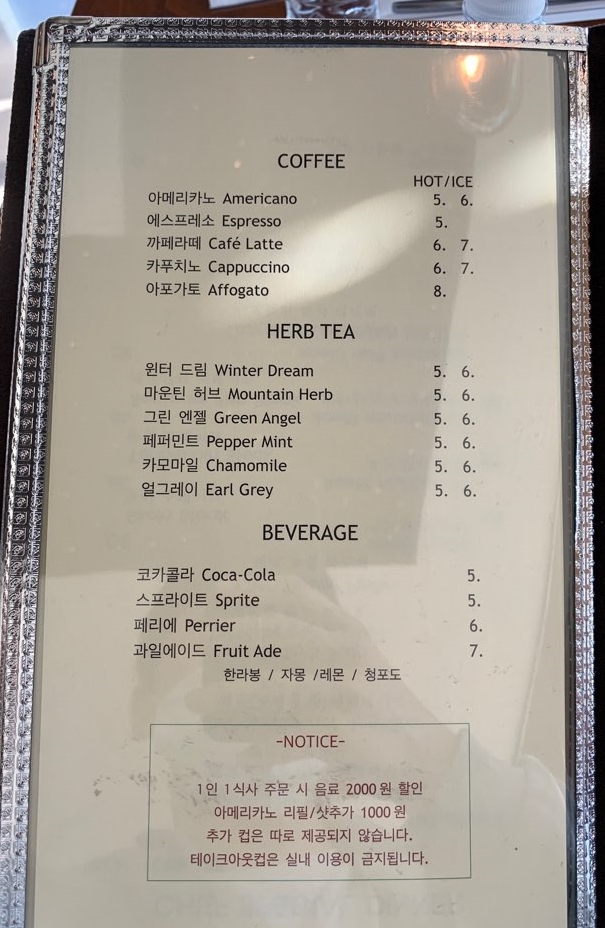 COFFEE
HOT/ICE
아메리카노 Americano 5. 6.
에스프레소 Espresso 5.
까페라떼 Café Latte 6. 7.
카푸치노 Cappuccino 6. 7.
아포가토 Affogato 8.
HERB TEA
윈터 드림 Winter Dream 5. 6.
마운틴 허브 Mountain Herb 5. 6.
그린 엔젤 Green Angel 5. 6.
페퍼민트 Pepper Mint 5. 6.
카모마일 Chamomile 5. 6.
얼그레이 Earl Grey 5. 6.
BEVERAGE
코카콜라 Coca-Cola 5.
스프라이트 Sprite 5.
페리에 Perrier 6.
과일에이드 Fruit Ade 7.
한라봉 / 자몽 /레몬 / 청포도
-NOTICE-
1인 1식사 주문 시 음료 2000원 할인
아메리카노 리필/샷추가 1000원
추가 컵은 따로 제공되지 않습니다.
테이크아웃컵은 실내 이용이 금지됩니다.